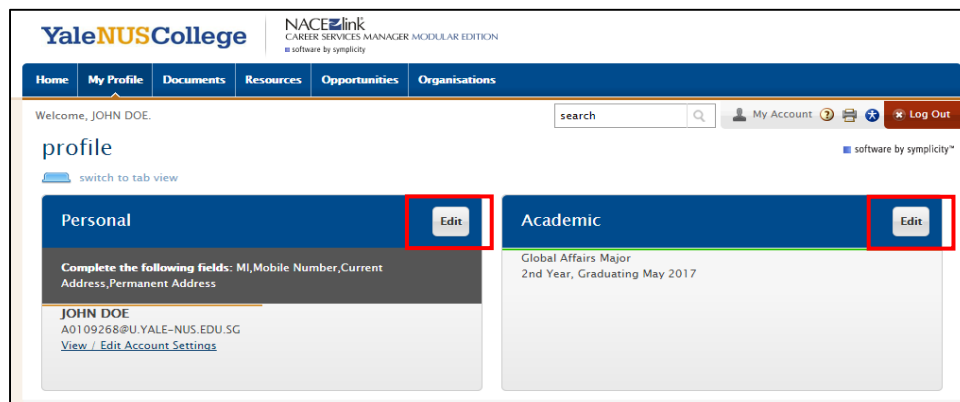 YaleNUSCollege
NACElink
CAREER SERVICES MANAGER MODULAR EDITION
software by symplicity
Home My Profile Documents Resources Opportunities Organisations
Welcome, JOHN DOE.
search
My Account
Log Out
profile
software by symplicity™
switch to tab view
Personal
Edit
Complete the following fields: MI,Mobile Number,Current
Address,Permanent Address
JOHN DOE
A0109268@U.YALE-NUS.EDU.SG
View / Edit Account Settings
Academic
Edit
Global Affairs Major
2nd Year, Graduating May 2017